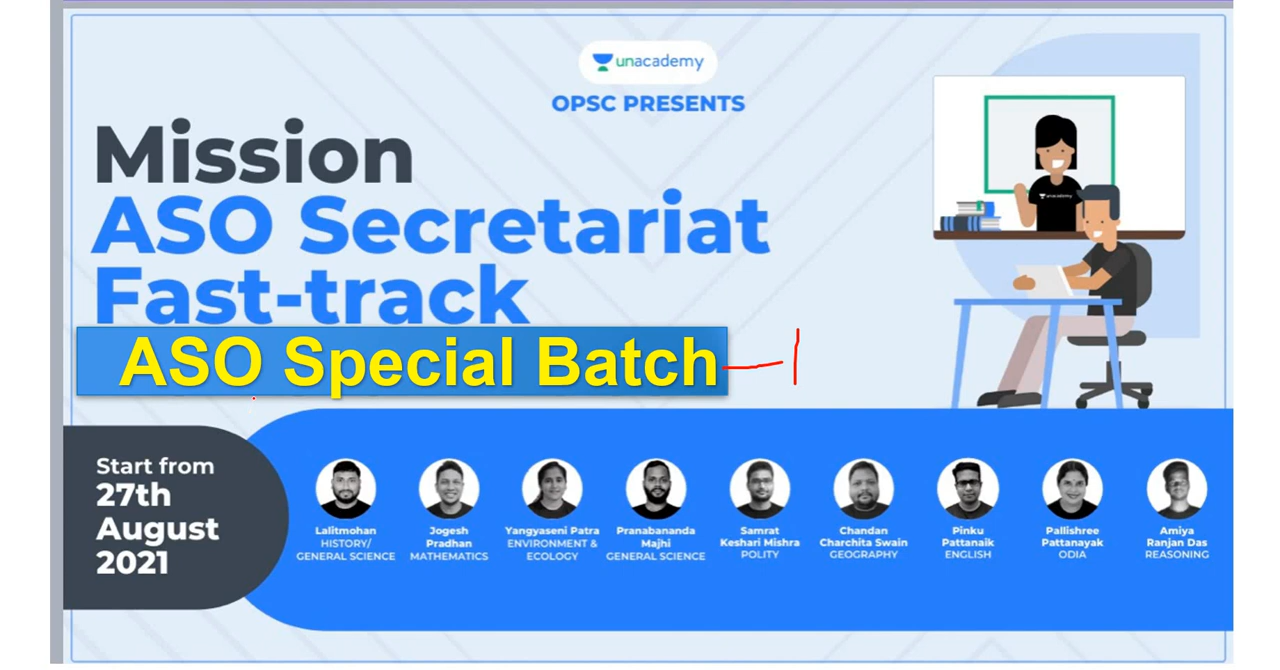 unacademy
OPSC PRESENTS
Mission
ASO Secretariat
Fast-track
ASO Special Batch - 1
unacademy
Start from
27th
August
2021
Lalitmohan
HISTORY/
GENERAL SCIENCE
Jogesh
Pradhan
MATHEMATICS
Yangyaseni Patra
ENVIRONMENT &
ECOLOGY
Pranabananda
Majhi
GENERAL SCIENCE
Samrat
Keshari Mishra
POLITY
Chandan
Charchita Swain
GEOGRAPHY
Pinku
Pattanaik
ENGLISH
Pallishree
Pattanayak
ODIA
Amiya
Ranjan Das
REASONING